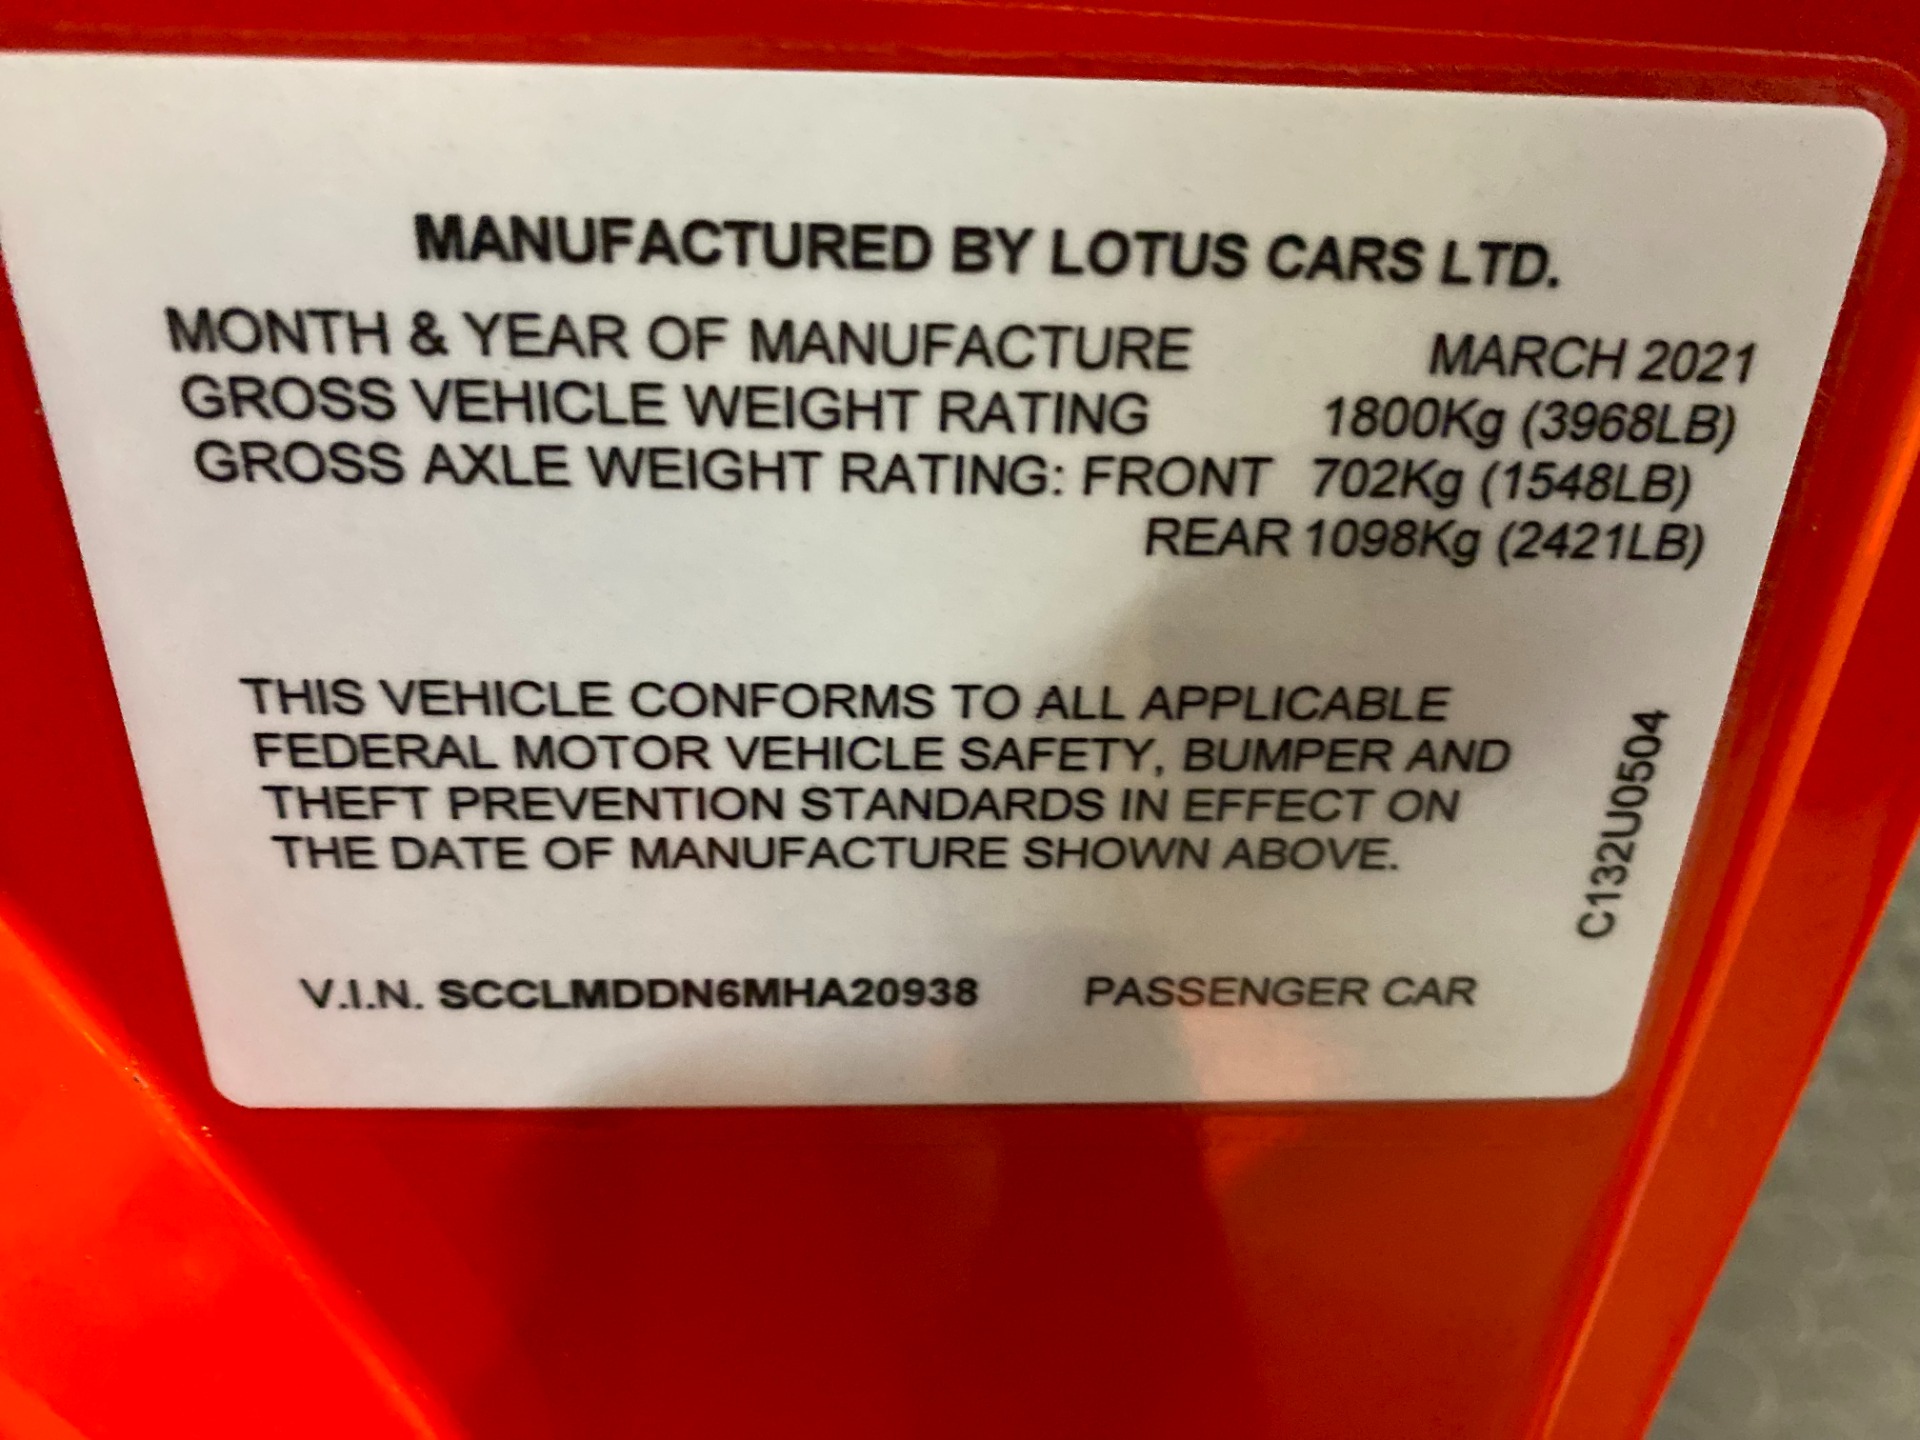 MANUFACTURED BY LOTUS CARS LTD.
MONTH & YEAR OF MANUFACTURE MARCH 2021
GROSS VEHICLE WEIGHT RATING 1800Kg (3968LB)
GROSS AXLE WEIGHT RATING: FRONT 702Kg (1548LB)
REAR 1098Kg (2421LB)
THIS VEHICLE CONFORMS TO ALL APPLICABLE
FEDERAL MOTOR VEHICLE SAFETY, BUMPER AND
THEFT PREVENTION STANDARDS IN EFFECT ON
THE DATE OF MANUFACTURE SHOWN ABOVE.
C132U0504
V.I.N. SCCLMDDN6MHA20938 PASSENGER CAR